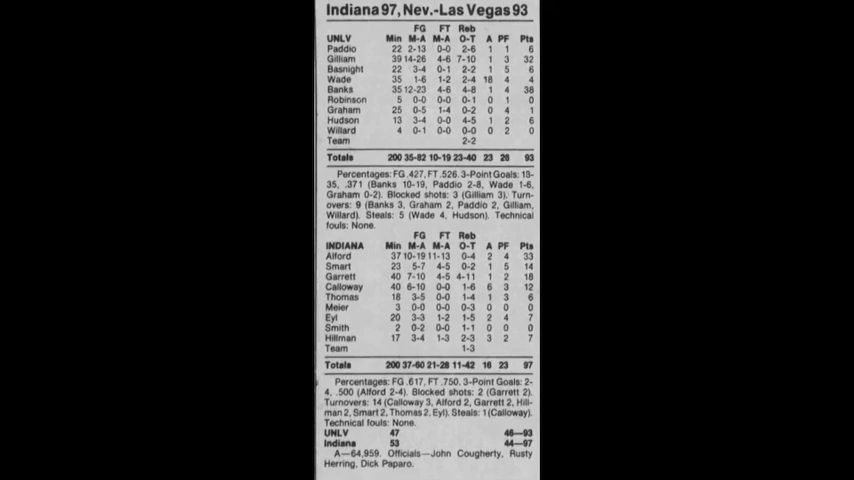 Indiana 97, Nev.-Las Vegas 93
FG FT Reb
UNLV Min M-A M-A O-T A PF Pts
Paddio 22 2-13 0-0 2-6 1 1 6
Gilliam 39 14-26 4-6 7-10 1 3 32
Basnight 22 3-4 0-1 2-2 1 5 6
Wade 35 1-6 1-2 2-4 18 4 4
Banks 35 12-23 4-6 4-8 1 4 38
Robinson 5 0-0 0-0 0-1 0 1 0
Graham 25 0-5 1-4 0-2 0 4 1
Hudson 13 3-4 0-0 4-5 1 2 6
Willard 4 0-1 0-0 0-0 0 2 0
Team 2-2
Totals 200 35-82 10-19 23-40 23 26 93
Percentages: FG .427, FT .526. 3-Point Goals: 13-
35, .371 (Banks 10-19, Paddio 2-8, Wade 1-6,
Graham 0-2). Blocked shots: 3 (Gilliam 3). Turn-
overs: 9 (Banks 3, Graham 2, Paddio 2, Gilliam,
Willard). Steals: 5 (Wade 4, Hudson). Technical
fouls: None.
FG FT Reb
INDIANA Min M-A M-A O-T A PF Pts
Alford 37 10-19 11-13 0-4 2 4 33
Smart 23 5-7 4-5 0-2 1 5 14
Garrett 40 7-10 4-5 4-11 1 2 18
Calloway 40 6-10 0-0 1-6 6 3 12
Thomas 18 3-5 0-0 1-4 1 3 6
Meier 3 0-0 0-0 0-3 0 0 0
Eyl 20 3-3 1-2 1-5 2 4 7
Smith 2 0-2 0-0 1-1 0 0 0
Hillman 17 3-4 1-3 2-3 3 2 7
Team 1-3
Totals 200 37-60 21-28 11-42 16 23 97
Percentages: FG .617, FT .750. 3-Point Goals: 2-
4, .500 (Alford 2-4). Blocked shots: 2 (Garrett 2).
Turnovers: 14 (Calloway 3, Alford 2, Garrett 2, Hill-
man 2, Smart 2, Thomas 2, Eyl). Steals: 1 (Calloway).
Technical fouls: None.
UNLV 47 46—93
Indiana 53 44—97
A—64,959. Officials—John Cougherty, Rusty
Herring, Dick Paparo.